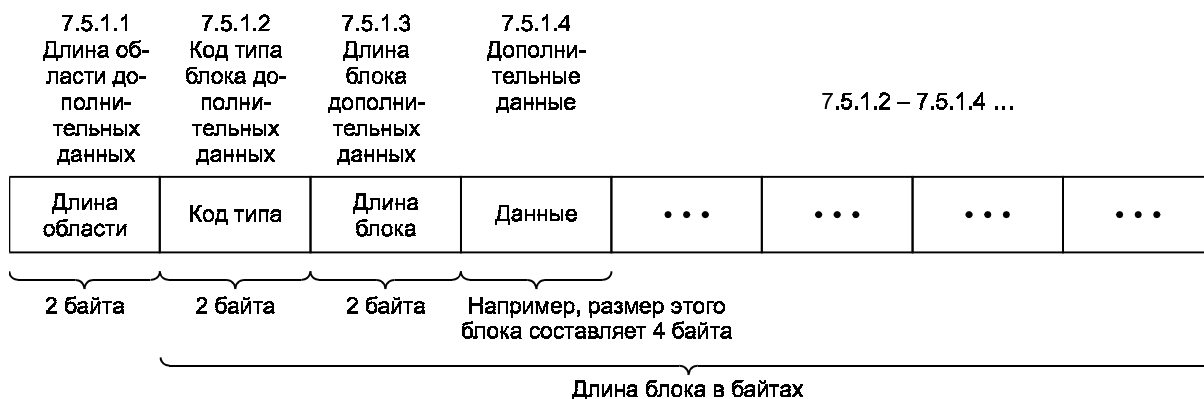 7.5.1.1
Длина об-
ласти до-
полни-
тельных
данных
7.5.1.2
Код типа
блока до-
полни-
тельных
данных
7.5.1.3
Длина
блока
дополни-
тельных
данных
7.5.1.4
Дополни-
тельные
данные
7.5.1.2 – 7.5.1.4 ...
Длина
области
Код типа
Длина
блока
Данные
• • •
• • •
• • •
• • •
2 байта
2 байта
2 байта
Например, размер этого
блока составляет 4 байта
Длина блока в байтах